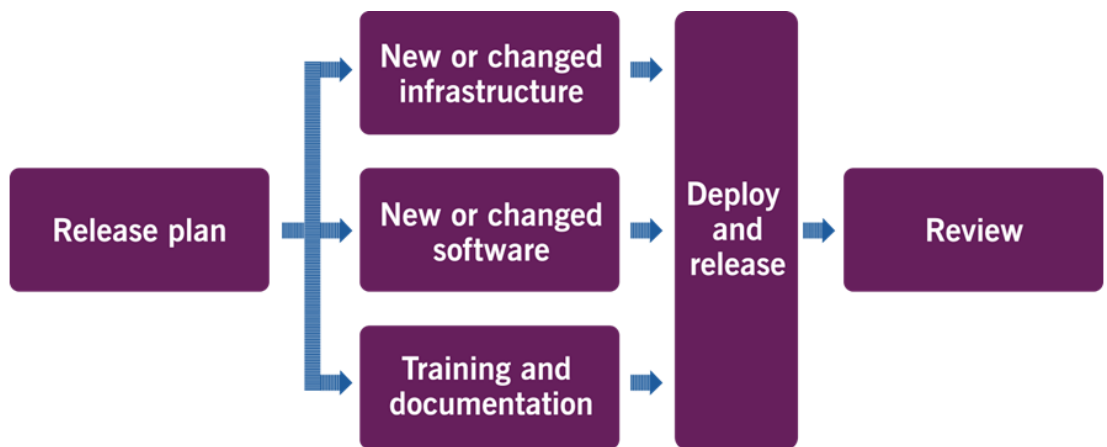 Release plan
New or changed
infrastructure
New or changed
software
Training and
documentation
Deploy
and
release
Review